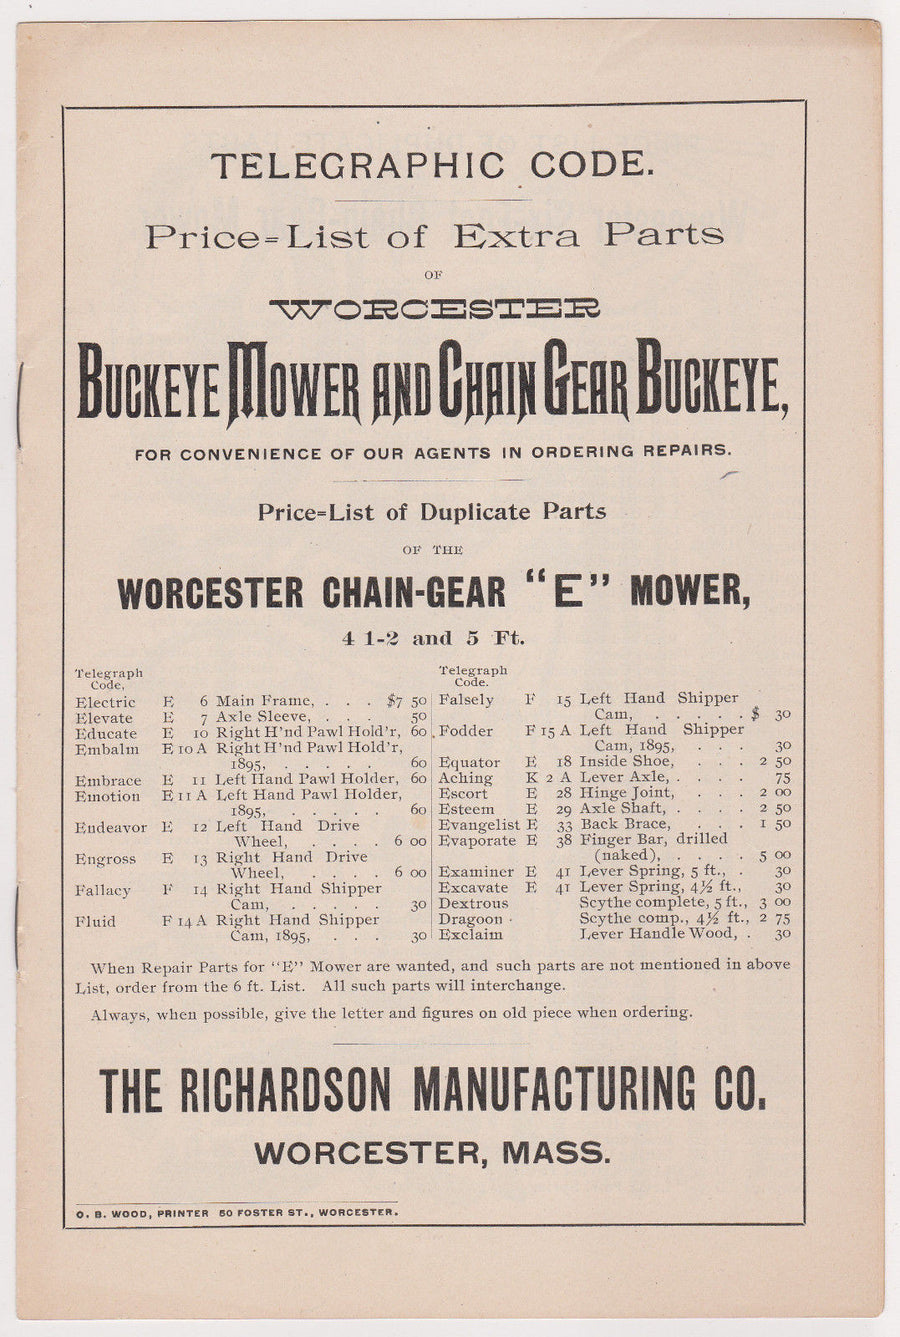 TELEGRAPHIC CODE.
Price=List of Extra Parts
OF
WORCESTER
BUCKEYE MOWER AND CHAIN GEAR BUCKEYE,
FOR CONVENIENCE OF OUR AGENTS IN ORDERING REPAIRS.
Price=List of Duplicate Parts
OF THE
WORCESTER CHAIN-GEAR "E" MOWER,
4 1-2 and 5 Ft.
Telegraph
Code,
Electric E 6 Main Frame, . . . $7 50
Elevate E 7 Axle Sleeve, . . . 50
Educate E 10 Right H'nd Pawl Hold'r, 60
Embalm E 10 A Right H'nd Pawl Hold'r,
1895, . . . . . 60
Embrace E 11 Left Hand Pawl Holder, 60
Emotion E 11 A Left Hand Pawl Holder,
1895, . . . . . 60
Endeavor E 12 Left Hand Drive
Wheel, . . . . 6 00
Engross E 13 Right Hand Drive
Wheel, . . . . 6 00
Fallacy F 14 Right Hand Shipper
Cam, . . . . . 30
Fluid F 14 A Right Hand Shipper
Cam, 1895, . . . 30
Telegraph
Code.
Falsely F 15 Left Hand Shipper
Cam, . . . . . $ 30
Fodder F 15 A Left Hand Shipper
Cam, 1895, . . . 30
Equator E 18 Inside Shoe, . . . 2 50
Aching K 2 A Lever Axle, . . . . 75
Escort E 28 Hinge Joint, . . . 2 00
Esteem E 29 Axle Shaft, . . . . 2 50
Evangelist E 33 Back Brace, . . . . 1 50
Evaporate E 38 Finger Bar, drilled
(naked), . . . . 5 00
Examiner E 41 Lever Spring, 5 ft., . 30
Excavate E 41 Lever Spring, 4½ ft., 30
Dextrous Scythe complete, 5 ft., 3 00
Dragoon Scythe comp., 4½ ft., 2 75
Exclaim Lever Handle Wood, . 30
When Repair Parts for "E" Mower are wanted, and such parts are not mentioned in above
List, order from the 6 ft. List. All such parts will interchange.
Always, when possible, give the letter and figures on old piece when ordering.
THE RICHARDSON MANUFACTURING CO.
WORCESTER, MASS.
O. B. WOOD, PRINTER 50 FOSTER ST., WORCESTER.